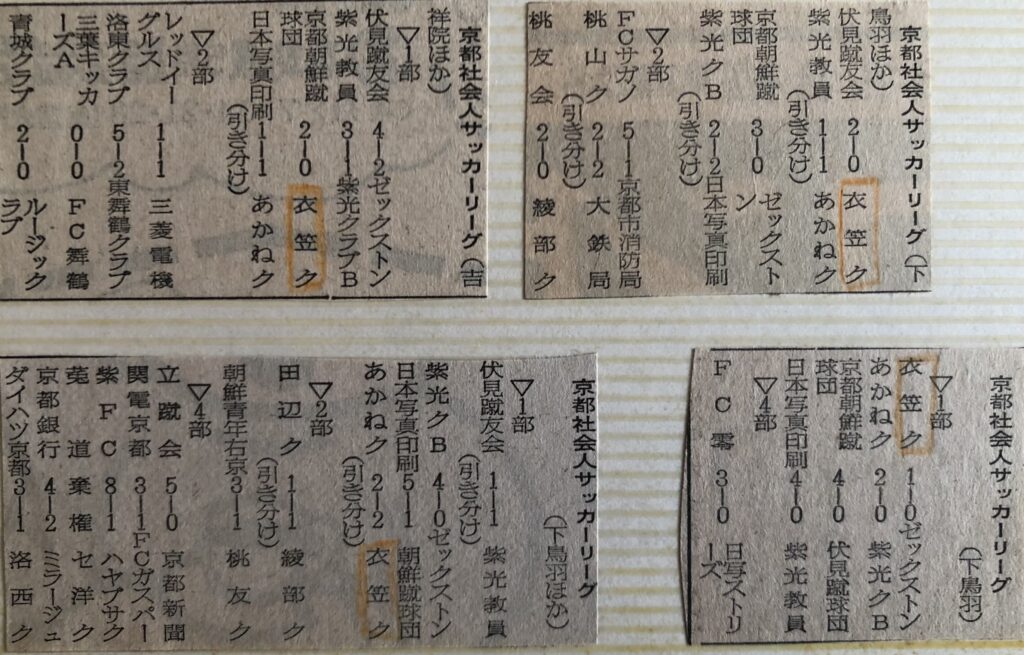 京都社会人サッカーリーグ（下
鳥羽ほか）
▽1部
伏見蹴友会 2―0 衣笠ク
紫光教員 1―1 あかねク
（引き分け）
京都朝鮮蹴
球団 3―0 ゼックスト
ン
紫光クB 2―2 日本写真印刷
（引き分け）
▽2部
FCサガノ 5―1 京都市消防局
桃山ク 2―2 大鉄局
（引き分け）
桃友会 2―0 綾部ク
京都社会人サッカーリーグ（吉
祥院ほか）
▽1部
伏見蹴友会 4―2 ゼックストン
紫光教員 3―1 紫光クラブB
京都朝鮮蹴
球団 2―0 衣笠ク
日本写真印刷 1―1 あかねク
（引き分け）
▽2部
レッドイー
グルス 1―1 三菱電機
洛東クラブ 5―2 東舞鶴クラブ
三葉キッカ
ーズA 0―0 FC舞鶴
青城クラブ 2―0 ルージック
ラブ
京都社会人サッカーリーグ
（下鳥羽）
▽1部
衣笠ク 1―0 ゼックストン
あかねク 2―0 紫光クB
京都朝鮮蹴
球団 4―0 伏見蹴球団
日本写真印刷 4―0 紫光教員
▽4部
FC零 3―0 日写ストリ
ーズ
京都社会人サッカーリーグ
（下鳥羽ほか）
▽1部
伏見蹴友会 1―1 紫光教員
（引き分け）
紫光クB 4―0 ゼックストン
日本写真印刷 5―1 朝鮮蹴球団
あかねク 2―2 衣笠ク
（引き分け）
▽2部
田辺ク 1―1 綾部ク
（引き分け）
朝鮮青年右京 3―1 桃友ク
▽4部
立蹴会 5―0 京都新聞
関電京都 3―1 FCガスパー
紫FC 8―1 ハヤブサク
莵道 棄権 セ洋ク
京都銀行 4―2 ミラージュ
ダイハツ京都 3―1 洛西ク